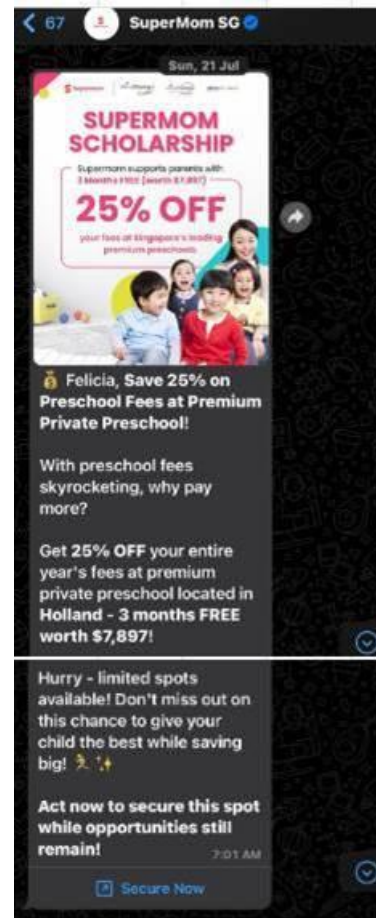 67
SuperMom SG
Sun, 21 Jul
Supermom
SUPERMOM
SCHOLARSHIP
Supermom supports parents with
3 Months FREE (worth $7,897)
25% OFF
your fees at Singapore's leading
premium preschools
💰 Felicia, Save 25% on
Preschool Fees at Premium
Private Preschool!
With preschool fees
skyrocketing, why pay
more?
Get 25% OFF your entire
year's fees at premium
private preschool located in
Holland - 3 months FREE
worth $7,897!
Hurry - limited spots
available! Don't miss out on
this chance to give your
child the best while saving
big! 🏃✨
Act now to secure this spot
while opportunities still
remain!
7:01 AM
Secure Now